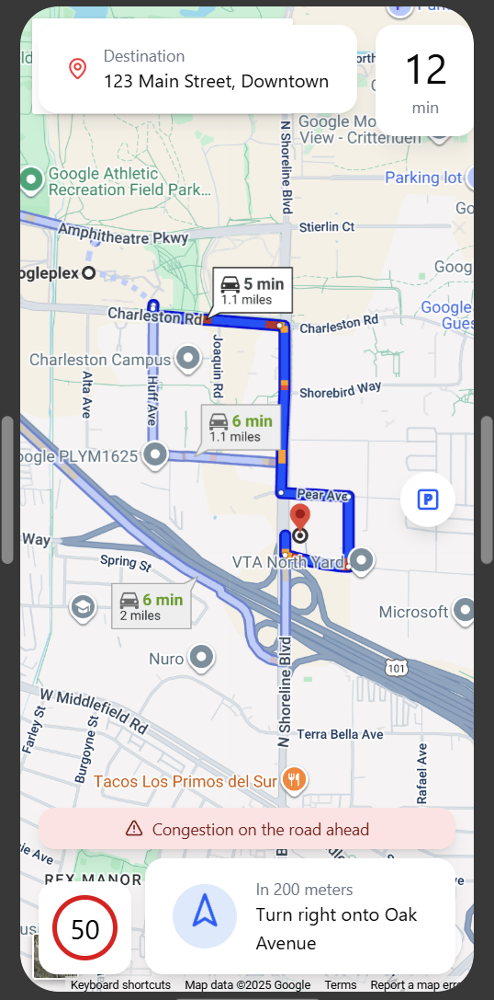 Destination
123 Main Street, Downtown
12
min
Google Mo
View - Crittenden
N Shoreline Blvd
Google Athletic
Recreation Field Park...
Parking lot
Go
Stierlin Ct
Amphitheatre Pkwy
Goog
ogleplex
5 min
1.1 miles
Google
Gues
Charleston Rd
Charleston Rd
Joaquin Rd
Charleston Campus
Alta Ave
Huff Ave
Shorebird Way
6 min
1.1 miles
oogle PLYM1625
Pear Ave
P
Way
VTA North Yard
Spring St
6 min
2 miles
Microsoft
Nuro
101
N Shoreline Blvd
W Middlefield Rd
Farley St
Burgoyne St
Terra Bella Ave
Rafael Ave
Tacos Los Primos del Sur
Congestion on the road ahead
cie Ave
REX MANOR
In 200 meters
Turn right onto Oak
Avenue
50
Keyboard shortcuts
Map data ©2025 Google
Terms
Report a map erro